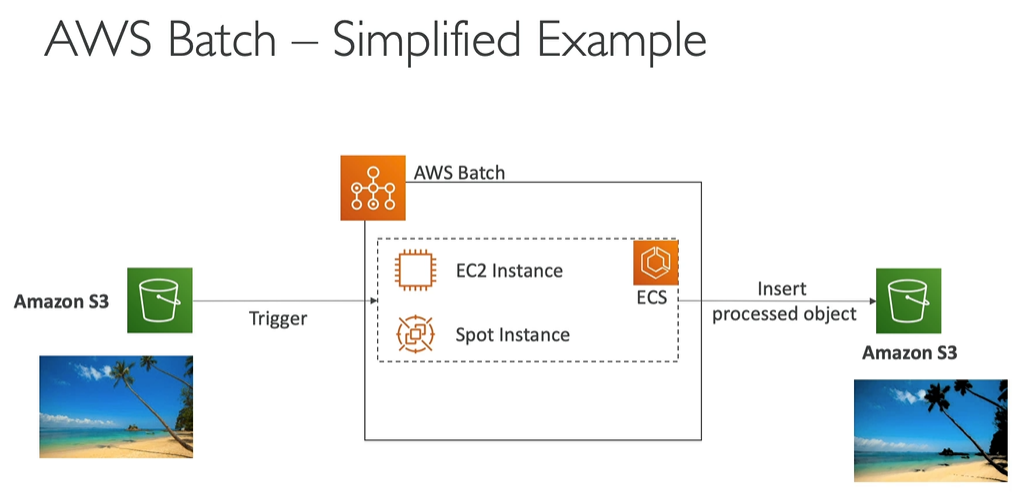 AWS Batch – Simplified Example
AWS Batch
EC2 Instance
ECS
Spot Instance
Amazon S3
Trigger
Insert
processed object
Amazon S3